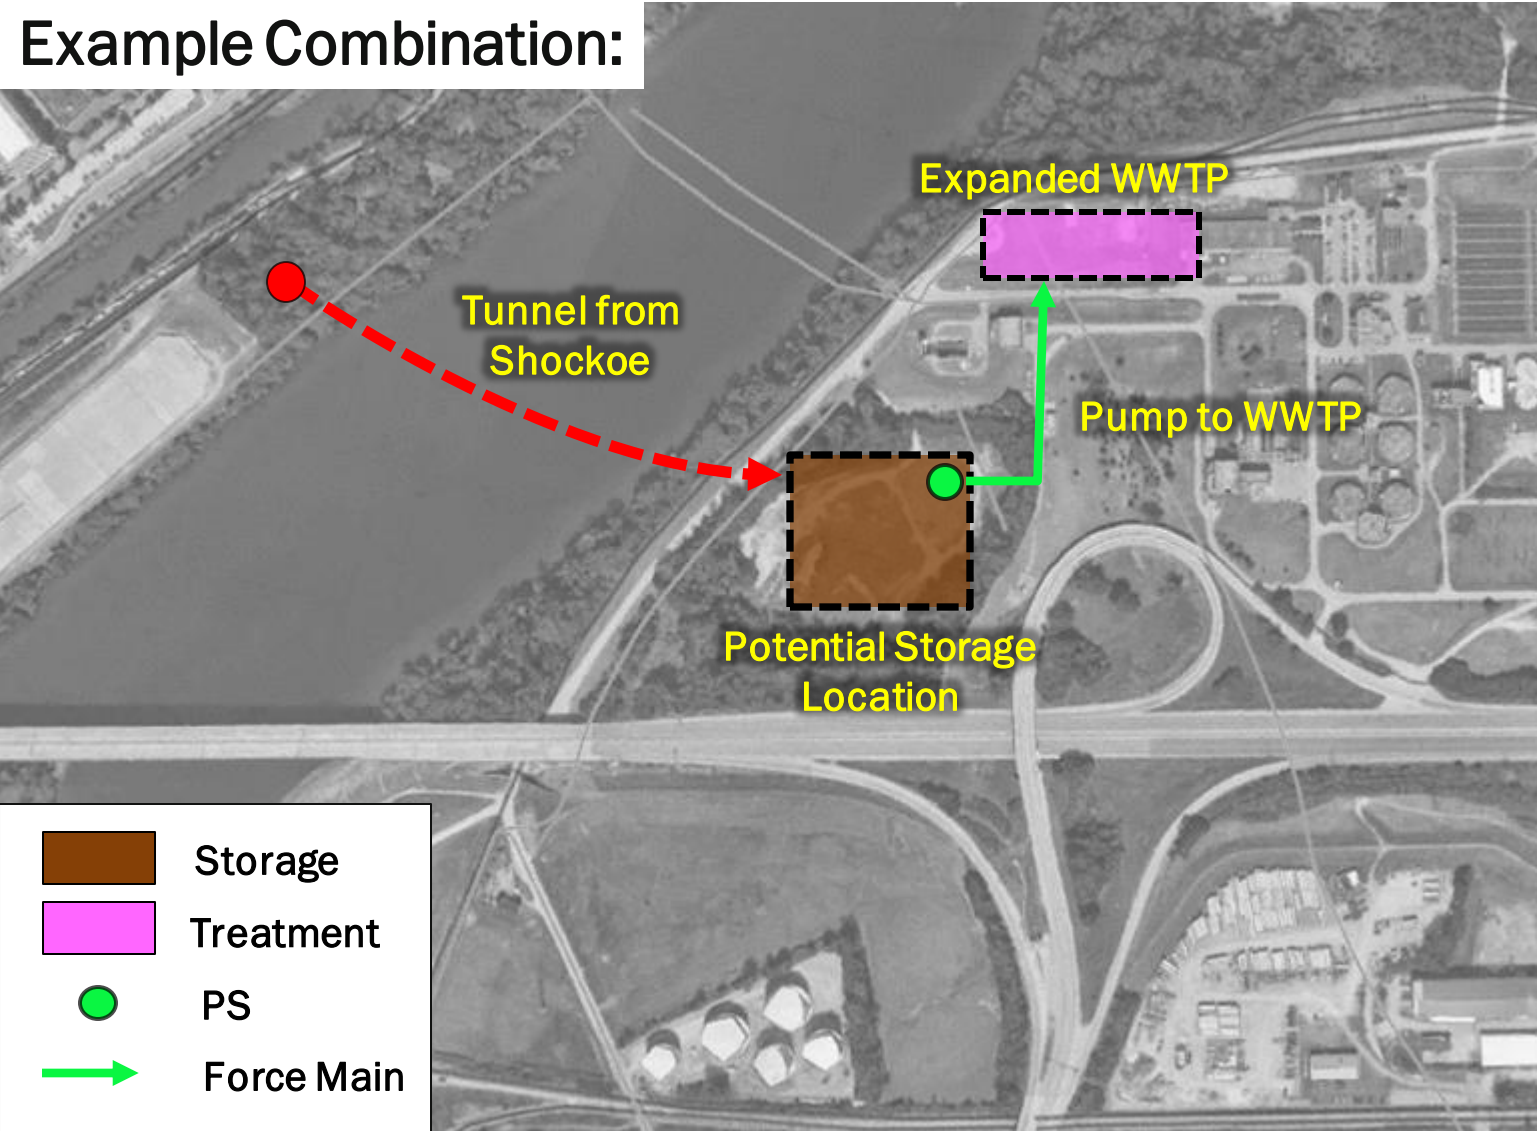 Example Combination:
Expanded WWTP
Tunnel from
Shockoe
Pump to WWTP
Potential Storage
Location
Storage
Treatment
PS
Force Main